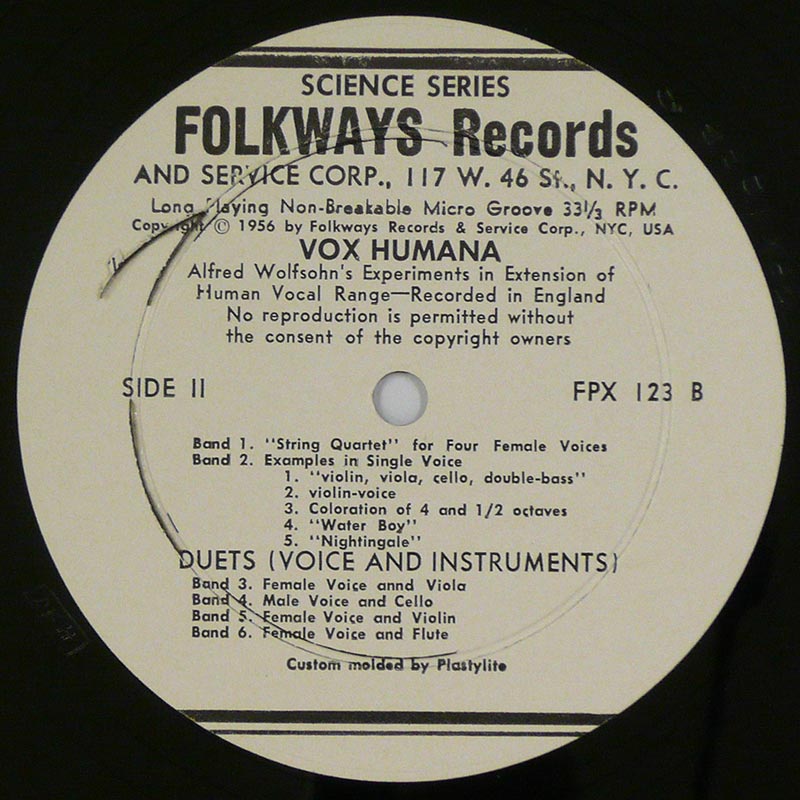 SCIENCE SERIES
FOLKWAYS Records
AND SERVICE CORP., 117 W. 46 St., N. Y. C.
Long Playing Non-Breakable Micro Groove 33 1/3 RPM
Copyright © 1956 by Folkways Records & Service Corp., NYC, USA
VOX HUMANA
Alfred Wolfsohn's Experiments in Extension of
Human Vocal Range—Recorded in England
No reproduction is permitted without
the consent of the copyright owners
SIDE II FPX 123 B
Band 1. "String Quartet" for Four Female Voices
Band 2. Examples in Single Voice
1. "violin, viola, cello, double-bass"
2. violin-voice
3. Coloration of 4 and 1/2 octaves
4. "Water Boy"
5. "Nightingale"
DUETS (VOICE AND INSTRUMENTS)
Band 3. Female Voice annd Viola
Band 4. Male Voice and Cello
Band 5. Female Voice and Violin
Band 6. Female Voice and Flute
Custom molded by Plastylite